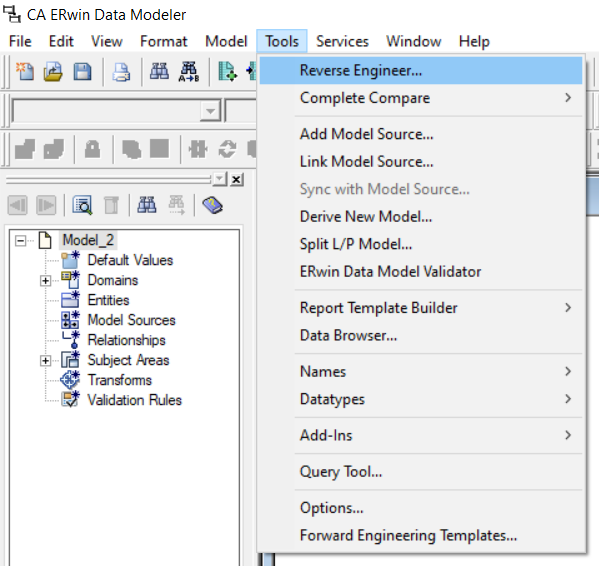 CA ERwin Data Modeler
File Edit View Format Model Tools Services Window Help
Reverse Engineer...
Complete Compare
Add Model Source...
Link Model Source...
Sync with Model Source...
Derive New Model...
Split L/P Model...
ERwin Data Model Validator
Report Template Builder
Data Browser...
Names
Datatypes
Add-Ins
Query Tool...
Options...
Forward Engineering Templates...
A→B
Model_2
Default Values
Domains
Entities
Model Sources
Relationships
Subject Areas
Transforms
Validation Rules